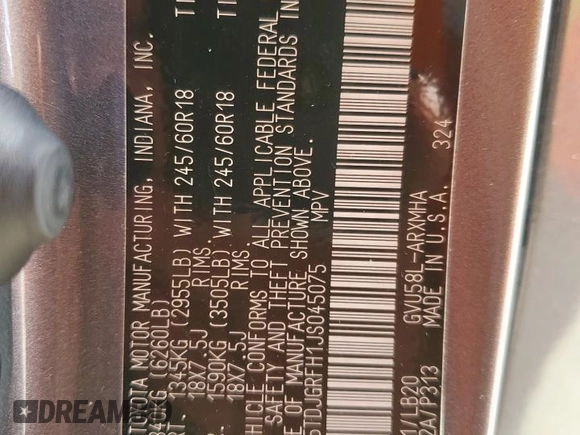 TOYOTA MOTOR MANUFACTURING, INDIANA, INC.
(6260LB)
1345KG (2955LB) WITH 245/60R18
18X7.5J RIMS,
1590KG (3505LB) WITH 245/60R18
18X7.5J RIMS,
VEHICLE CONFORMS TO ALL APPLICABLE FEDERAL
SAFETY AND THEFT PREVENTION STANDARDS IN
OF MANUFACTURE SHOWN ABOVE.
5TDJGRFH1JS045075 MPV
/LB20 GVU58L-ARXMHA
2A/P313 MADE IN U.S.A. 324
DREAMBID